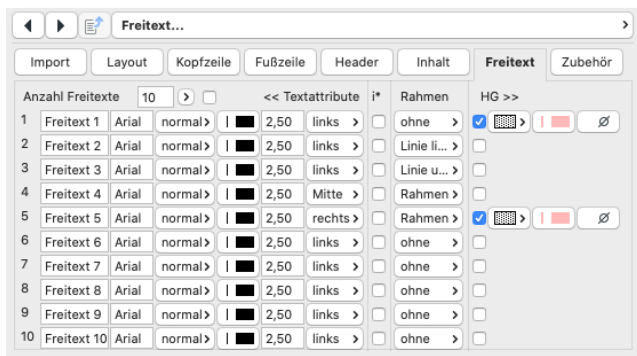 Freitext...
Import Layout Kopfzeile Fußzeile Header Inhalt Freitext Zubehör
Anzahl Freitexte 10 << Textattribute i* Rahmen HG >>
1 Freitext 1 Arial normal 2,50 links ohne
2 Freitext 2 Arial normal 2,50 links Linie li...
3 Freitext 3 Arial normal 2,50 links Linie u...
4 Freitext 4 Arial normal 2,50 Mitte Rahmen
5 Freitext 5 Arial normal 2,50 rechts Rahmen
6 Freitext 6 Arial normal 2,50 links ohne
7 Freitext 7 Arial normal 2,50 links ohne
8 Freitext 8 Arial normal 2,50 links ohne
9 Freitext 9 Arial normal 2,50 links ohne
10 Freitext 10 Arial normal 2,50 links ohne